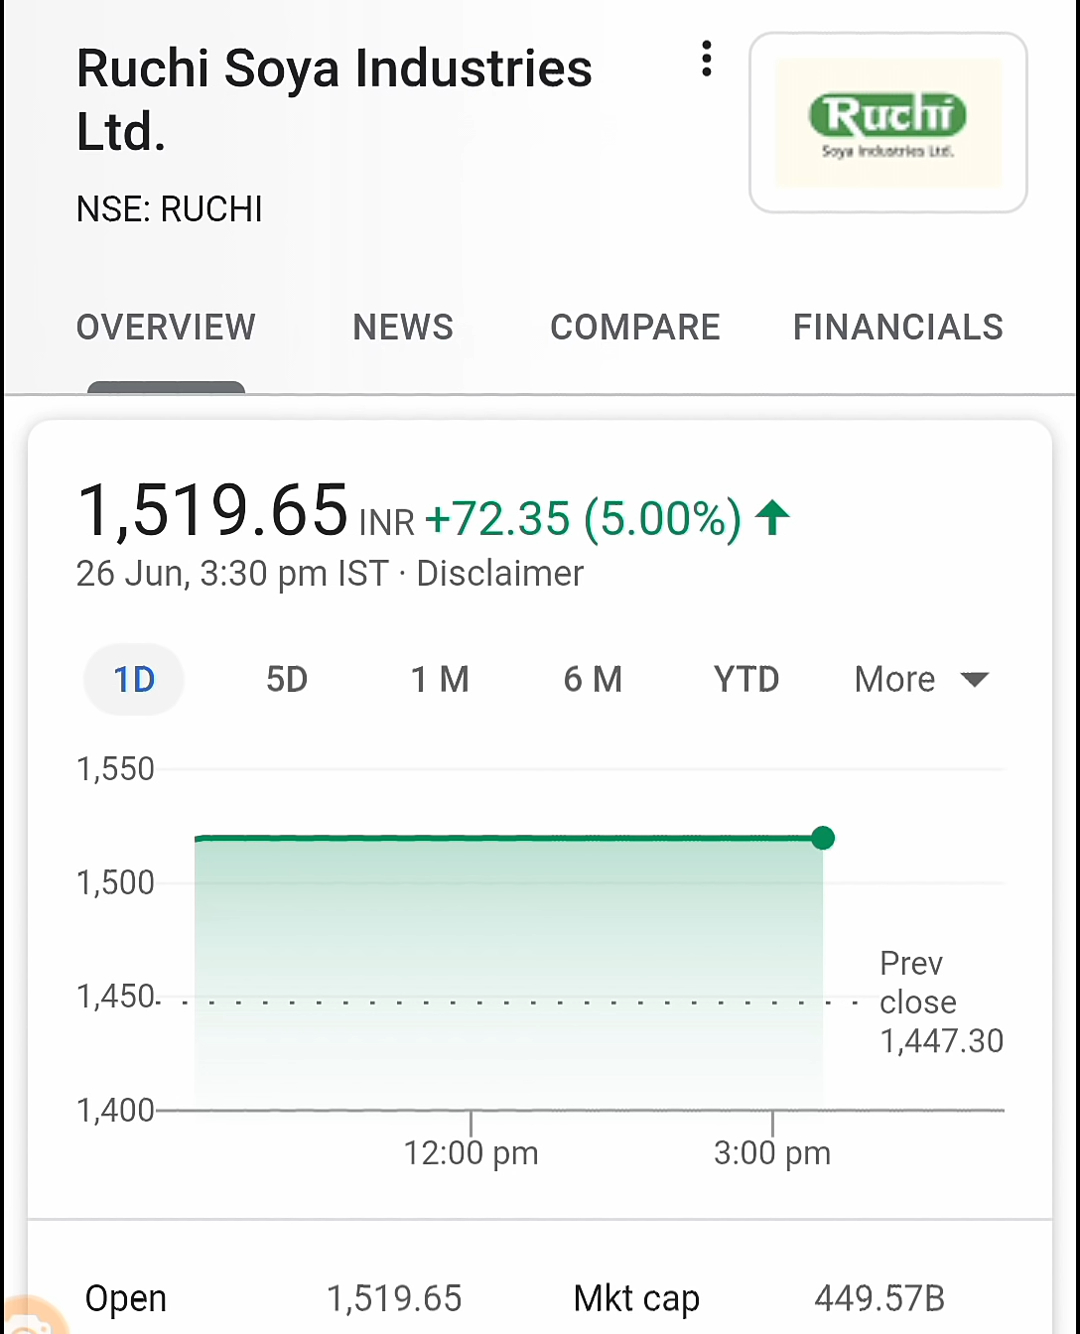 Ruchi Soya Industries
Ltd.
NSE: RUCHI
Ruchi
Soya Industries Ltd.
OVERVIEW NEWS COMPARE FINANCIALS
1,519.65 INR +72.35 (5.00%)
26 Jun, 3:30 pm IST · Disclaimer
1D 5D 1 M 6 M YTD More
1,550
1,500
1,450
1,400
Prev
close
1,447.30
12:00 pm 3:00 pm
Open 1,519.65 Mkt cap 449.57B